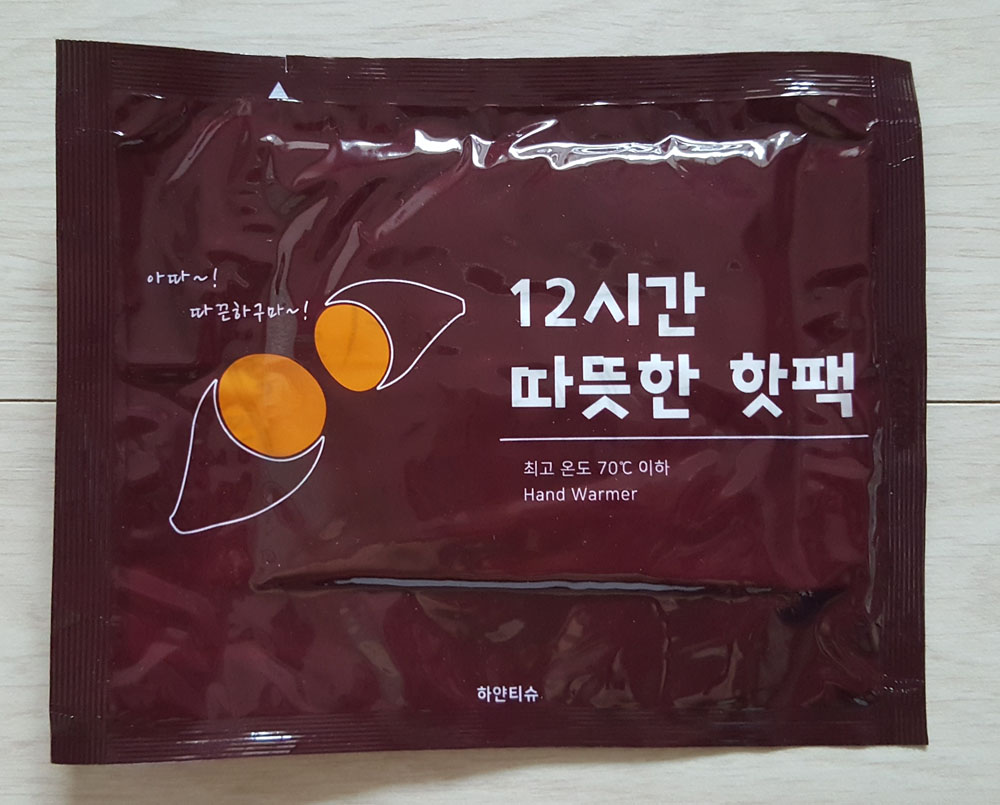 아따~!
따끈하구마~!
12시간
따뜻한 핫팩
최고 온도 70℃ 이하
Hand Warmer
하얀티슈